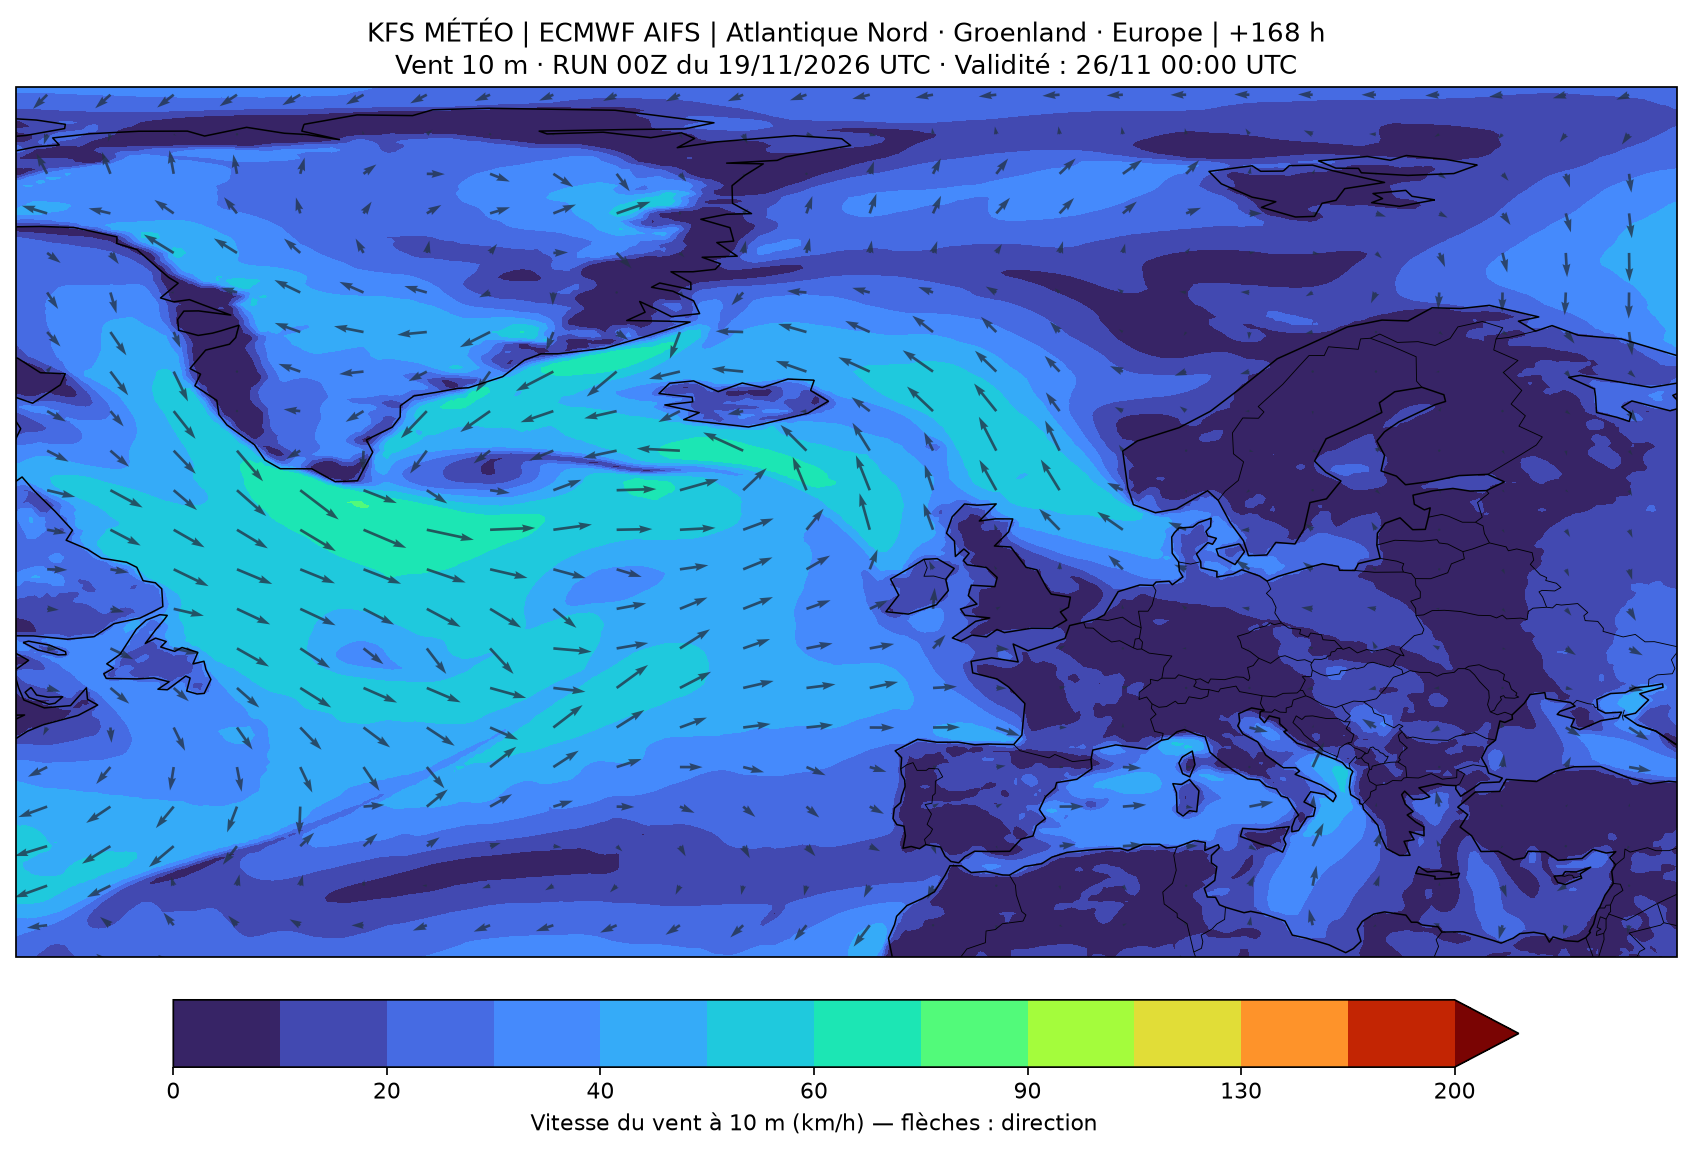 KFS MÉTÉO | ECMWF AIFS | Atlantique Nord · Groenland · Europe | +168 h
Vent 10 m · RUN 00Z du 19/11/2026 UTC · Validité : 26/11 00:00 UTC
0 20 40 60 90 130 200
Vitesse du vent à 10 m (km/h) — flèches : direction